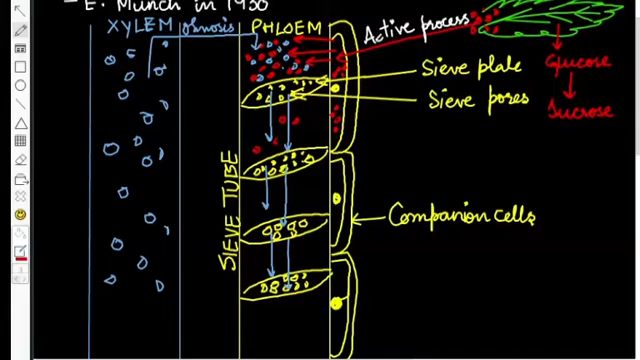 E. Munch in 1930
XYLEM osmosis PHLOEM
Active process
Glucose
Sucrose
Sieve plate
Sieve pores
SIEVE TUBE
Companion cells